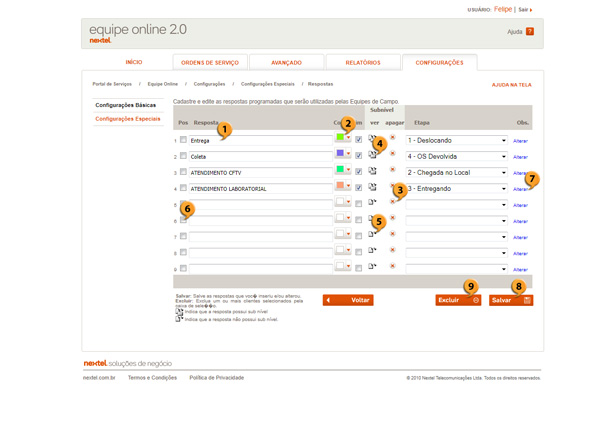 USUÁRIO: Felipe | Sair
equipe online 2.0
nextel
Ajuda ?
INÍCIO ORDENS DE SERVIÇO AVANÇADO RELATÓRIOS CONFIGURAÇÕES
Portal de Serviços / Equipe Online / Configurações / Configurações Especiais / Respostas
AJUDA NA TELA
Configurações Básicas
Configurações Especiais
Cadastre e edite as respostas programadas que serão utilizadas pelas Equipes de Campo.
Subnível
Pos Resposta ver apagar Etapa Obs.
1 Entrega 1 - Deslocando Alterar
2 Coleta 4 - OS Devolvida Alterar
3 ATENDIMENTO CFTV 2 - Chegada no Local Alterar
4 ATENDIMENTO LABORATORIAL 3 - Entregando Alterar
5 Alterar
6 Alterar
7 Alterar
8 Alterar
9 Alterar
1
2
3
4
5
6
7
8
9
Salvar: Salva as respostas que voc� inseriu e/ou alterou.
Excluir: Exclua um ou mais clientes selecionados pela
caixa de sele��o.
Indica que a resposta possui sub nível
Indica que a resposta não possui sub nível
Voltar
Excluir
Salvar
nextel soluções de negócio
nextel.com.br Termos e Condições Política de Privacidade
© 2010 Nextel Telecomunicações Ltda. Todos os direitos reservados.